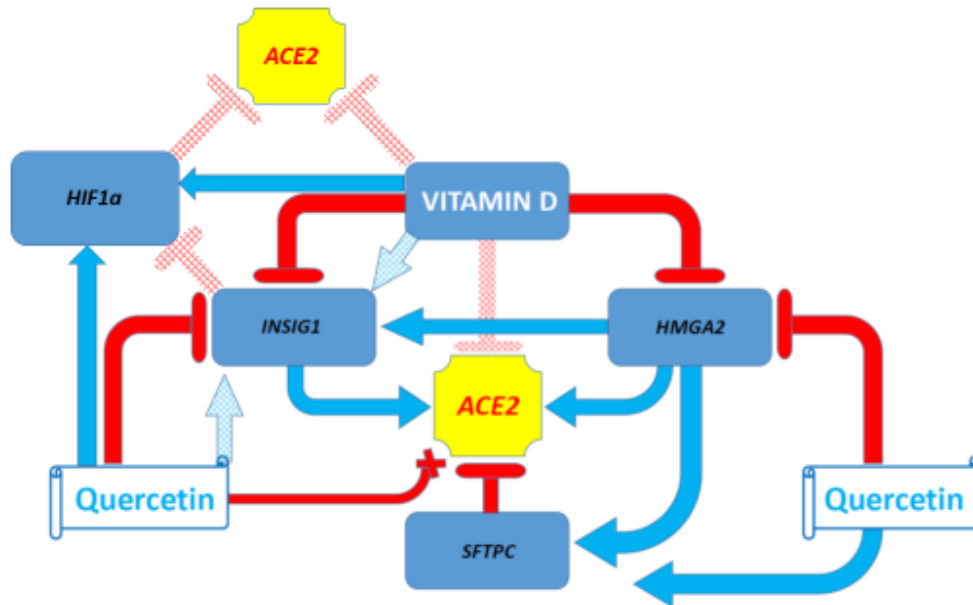 ACE2
HIF1a
VITAMIN D
INSIG1
HMGA2
ACE2
Quercetin
Quercetin
SFTPC